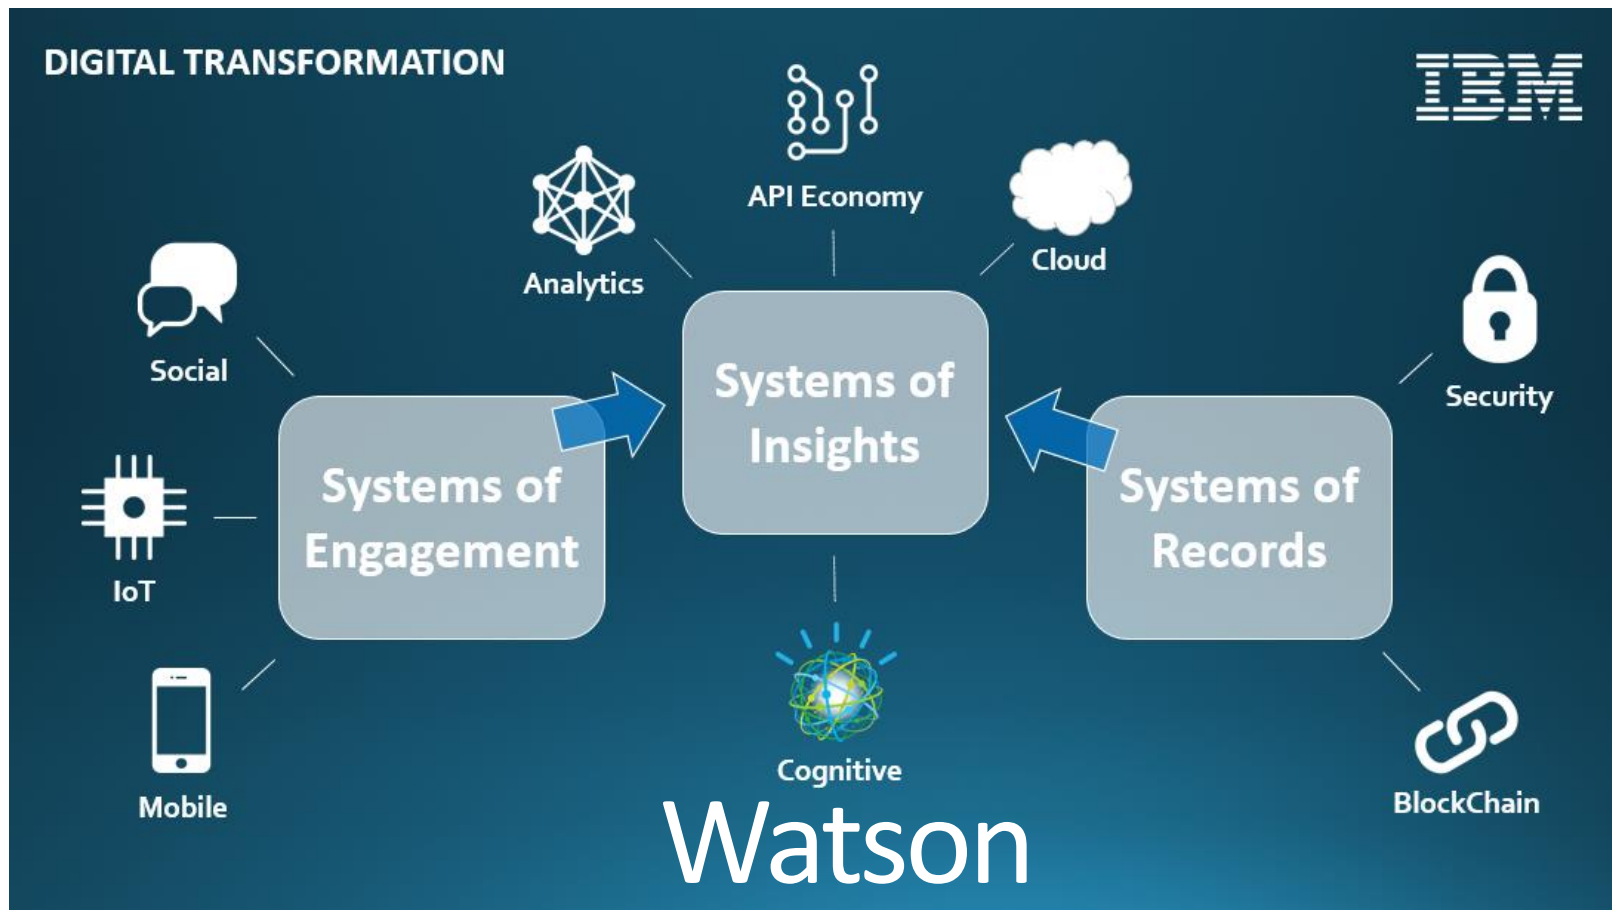 DIGITAL TRANSFORMATION
IBM
API Economy
Analytics
Cloud
Social
Security
Systems of
Insights
Systems of
Engagement
Systems of
Records
IoT
Mobile
Cognitive
BlockChain
Watson